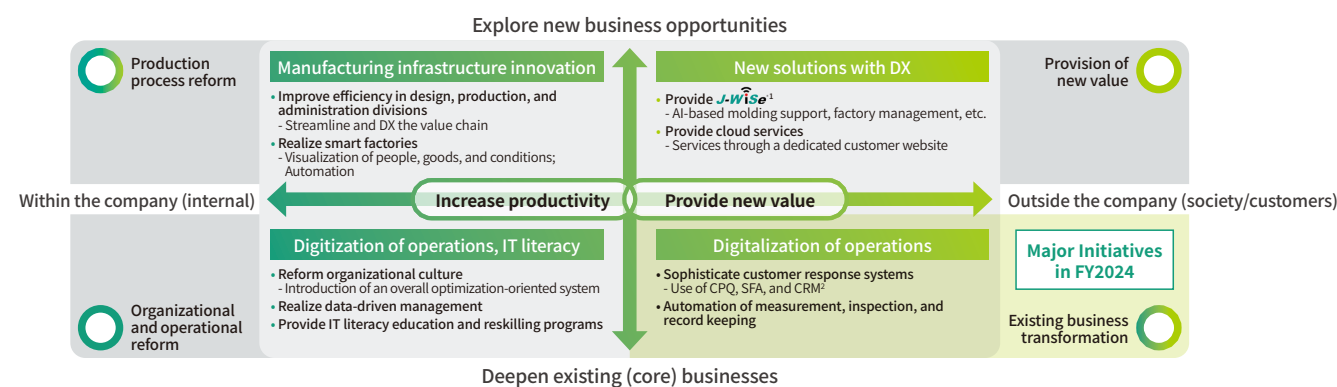 Explore new business opportunities
Production
process reform
Manufacturing infrastructure innovation
• Improve efficiency in design, production, and
administration divisions
- Streamline and DX the value chain
• Realize smart factories
- Visualization of people, goods, and conditions;
Automation
New solutions with DX
• Provide J-WiSe*1
- AI-based molding support, factory management, etc.
• Provide cloud services
- Services through a dedicated customer website
Provision of
new value
Within the company (internal)
Increase productivity
Provide new value
Outside the company (society/customers)
Digitization of operations, IT literacy
• Reform organizational culture
- Introduction of an overall optimization-oriented system
• Realize data-driven management
• Provide IT literacy education and reskilling programs
Organizational
and operational
reform
Digitalization of operations
• Sophisticate customer response systems
- Use of CPQ, SFA, and CRM2
• Automation of measurement, inspection, and
record keeping
Major Initiatives
in FY2024
Existing business
transformation
Deepen existing (core) businesses